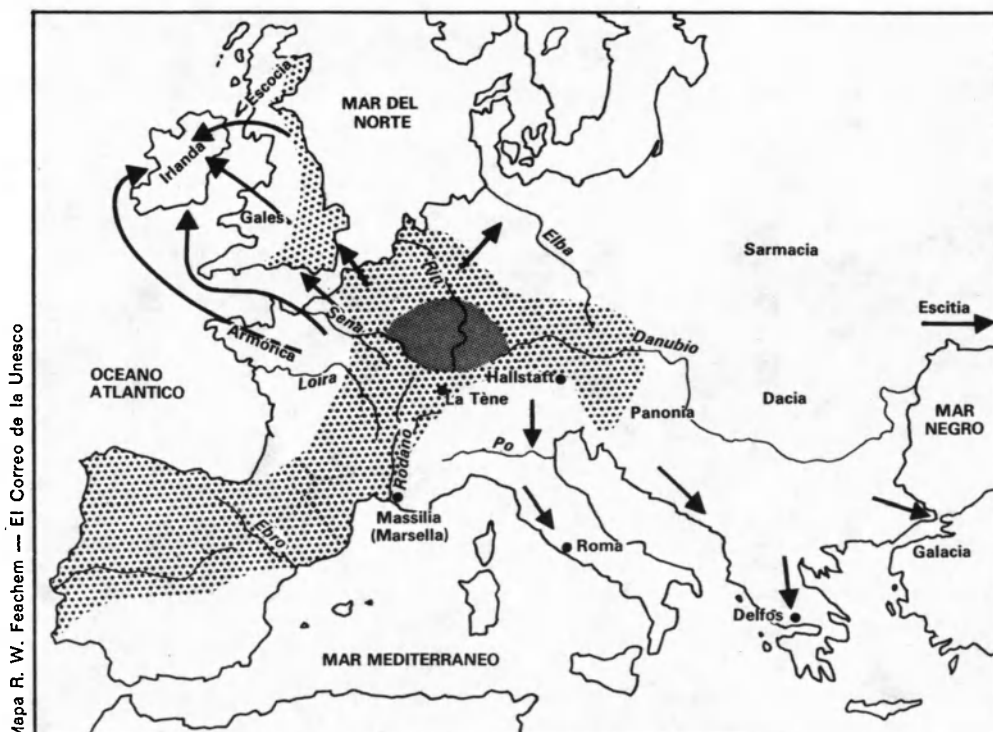 Escocia
MAR DEL
NORTE
Irlanda
Gales
Elba
Rin
Sarmacia
Escitia
Sena
Armórica
Danubio
OCEANO
ATLANTICO
Loira
Hallstatt
La Tène
Panonia
Dacia
MAR
NEGRO
Po
Ródano
Ebro
Massilia
(Marsella)
Roma
Galacia
Delfos
MAR MEDITERRANEO
Mapa R. W. Feachem — El Correo de la Unesco